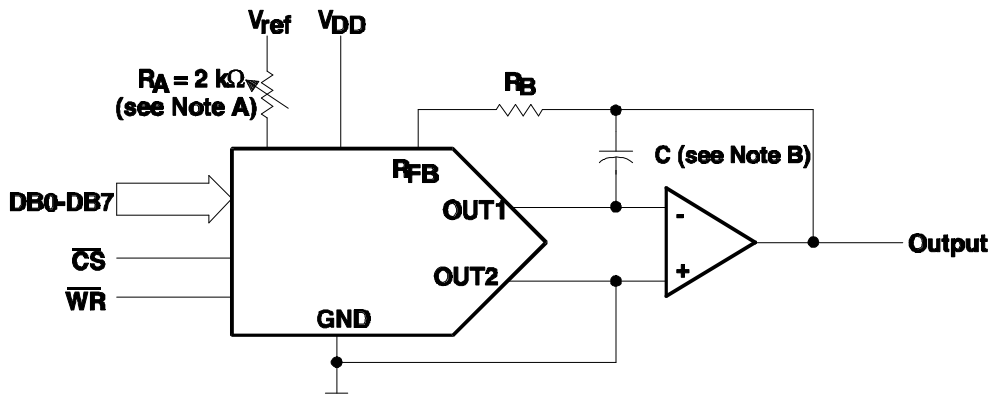 Vref
VDD
RA = 2 kΩ
(see Note A)
RB
RFB
C (see Note B)
DB0-DB7
OUT1
-
Output
CS
OUT2
+
WR
GND